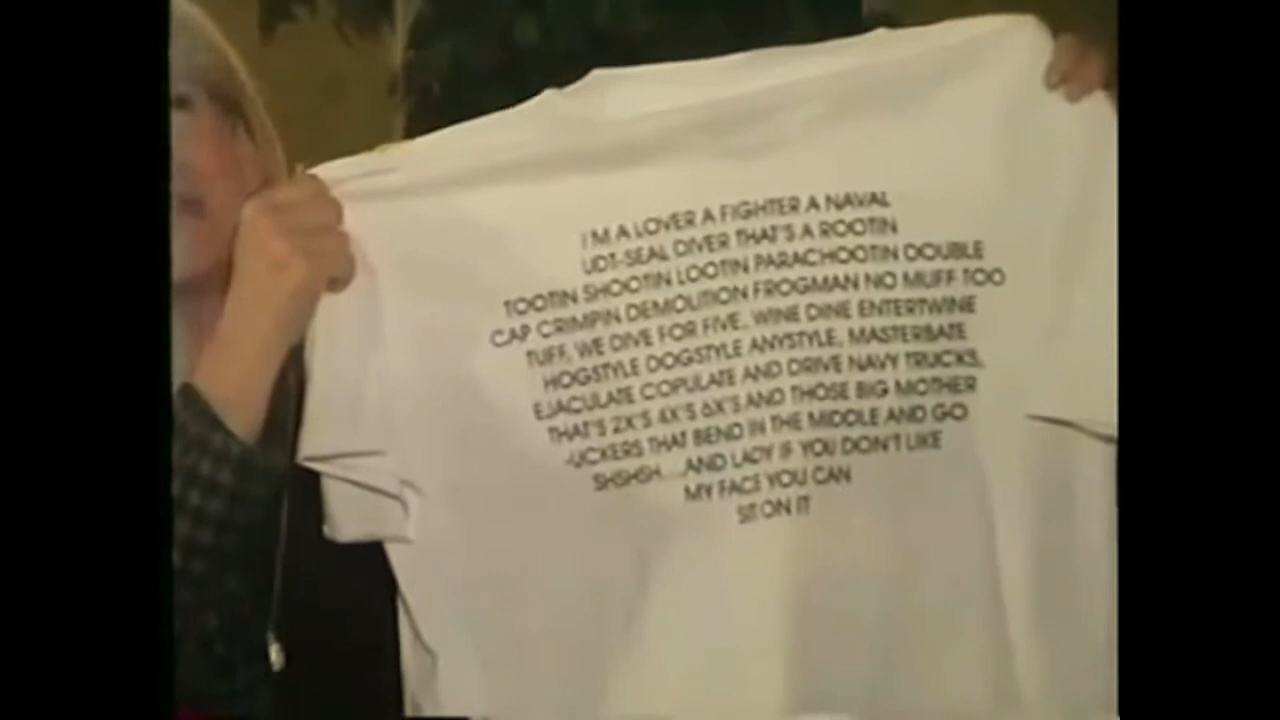 I'M A LOVER A FIGHTER A NAVAL
UDT-SEAL DIVER THAT'S A ROOTIN
TOOTIN SHOOTIN LOOTIN PARACHOOTIN DOUBLE
CAP CRIMPIN DEMOLITION FROGMAN NO MUFF TOO
TUFF, WE DIVE FOR FIVE, WINE DINE ENTERTWINE
HOGSTYLE DOGSTYLE ANYSTYLE, MASTERBATE
EJACULATE COPULATE AND DRIVE NAVY TRUCKS,
THAT'S 2X'S 4X'S 6X'S AND THOSE BIG MOTHER
-UCKERS THAT BEND IN THE MIDDLE AND GO
SHSHSH....AND LADY IF YOU DON'T LIKE
MY FACE YOU CAN
SIT ON IT